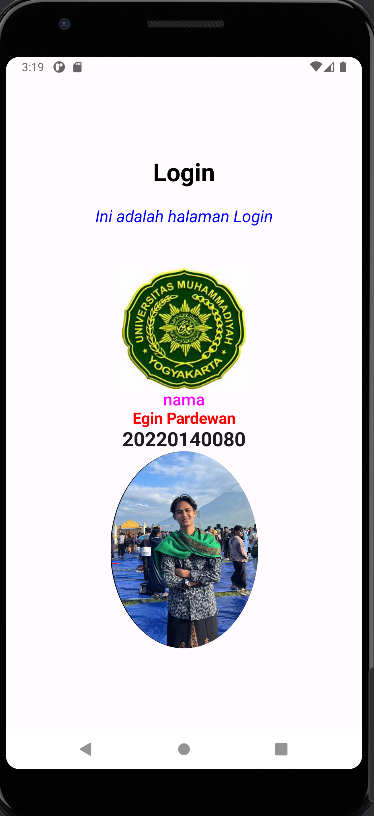 3:19
Login
Ini adalah halaman Login
UNIVERSITAS MUHAMMADIYAH
YOGYAKARTA
nama
Egin Pardewan
20220140080